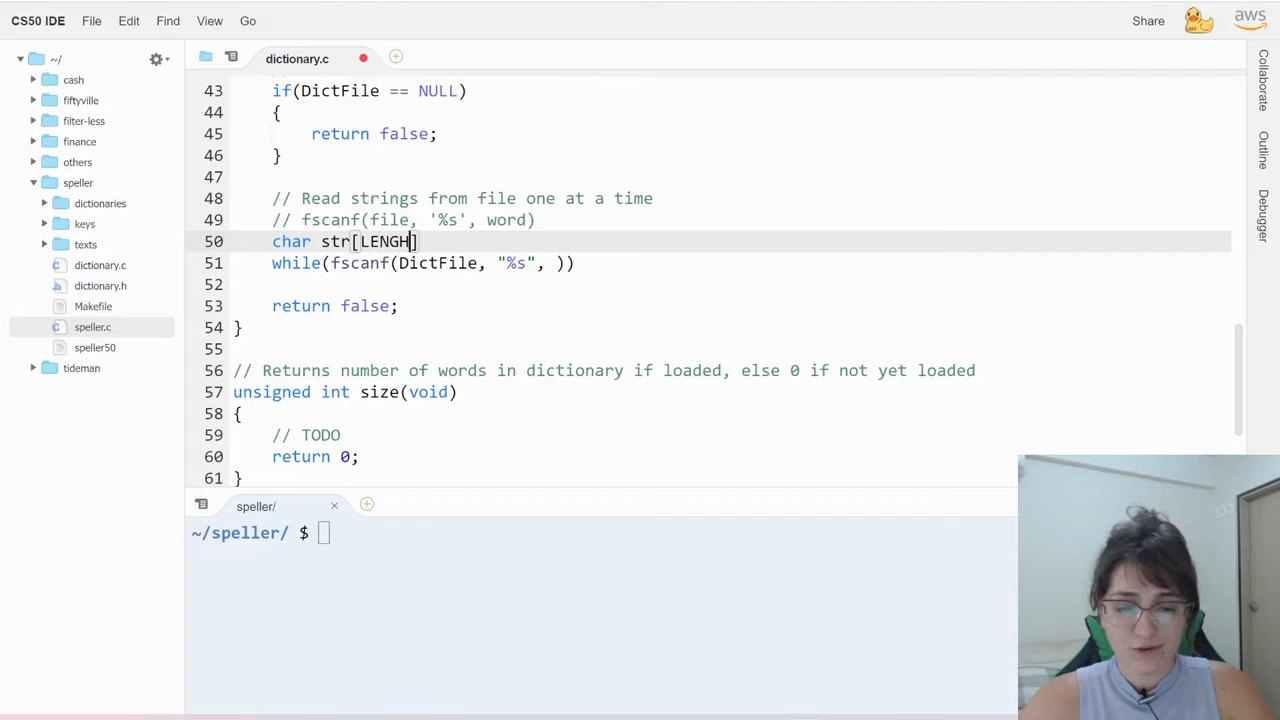 CS50 IDE File Edit Find View Go Share aws
~/
cash
fiftyville
filter-less
finance
others
speller
dictionaries
keys
texts
dictionary.c
dictionary.h
Makefile
speller.c
speller50
tideman
dictionary.c
43 if(DictFile == NULL)
44 {
45 return false;
46 }
47
48 // Read strings from file one at a time
49 // fscanf(file, '%s', word)
50 char str[LENGH]
51 while(fscanf(DictFile, "%s", ))
52
53 return false;
54 }
55
56 // Returns number of words in dictionary if loaded, else 0 if not yet loaded
57 unsigned int size(void)
58 {
59 // TODO
60 return 0;
61 }
speller/
~/speller/ $
Collaborate
Outline
Debugger